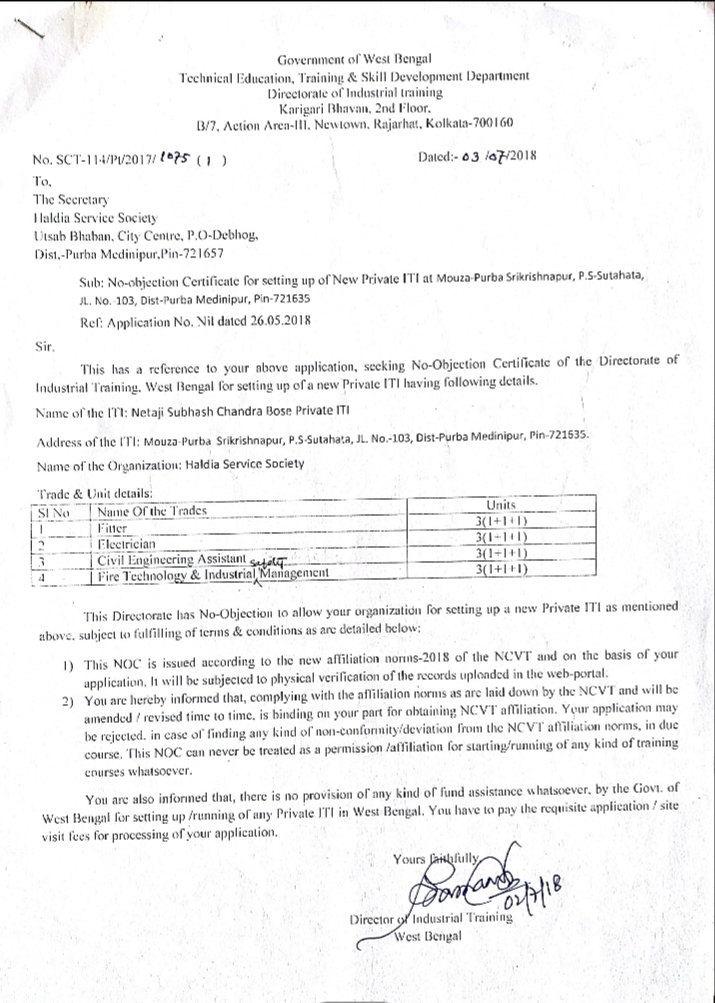 Government of West Bengal
Technical Education, Training & Skill Development Department
Directorate of Industrial training
Karigari Bhavan, 2nd Floor,
B/7, Action Area-III, Newtown, Rajarhat, Kolkata-700160
No. SCT-114/Pt/2017/ 1075 (1) Dated:- 03/07/2018
To,
The Secretary
Haldia Service Society
Utsab Bhaban, City Centre, P.O-Debhog,
Dist,-Purba Medinipur,Pin-721657
Sub: No-objection Certificate for setting up of New Private ITI at Mouza-Purba Srikrishnapur, P.S-Sutahata,
JL. No. -103, Dist-Purba Medinipur, Pin-721635
Ref: Application No. Nil dated 26.05.2018
Sir,
This has a reference to your above application, seeking No-Objection Certificate of the Directorate of
Industrial Training, West Bengal for setting up of a new Private ITI having following details.
Name of the ITI: Netaji Subhash Chandra Bose Private ITI
Address of the ITI: Mouza-Purba Srikrishnapur, P.S-Sutahata, JL. No.-103, Dist-Purba Medinipur, Pin-721635.
Name of the Organization: Haldia Service Society
Trade & Unit details:
Sl No Name Of the Trades Units
1 Fitter 3(1+1+1)
2 Electrician 3(1+1+1)
3 Civil Engineering Assistant 3(1+1+1)
4 Fire Technology & Industrial safety Management 3(1+1+1)
This Directorate has No-Objection to allow your organization for setting up a new Private ITI as mentioned
above, subject to fulfilling of terms & conditions as are detailed below:
1) This NOC is issued according to the new affiliation norms-2018 of the NCVT and on the basis of your
application. It will be subjected to physical verification of the records uploaded in the web-portal.
2) You are hereby informed that, complying with the affiliation norms as are laid down by the NCVT and will be
amended / revised time to time, is binding on your part for obtaining NCVT affiliation. Your application may
be rejected, in case of finding any kind of non-conformity/deviation from the NCVT affiliation norms, in due
course. This NOC can never be treated as a permission /affiliation for starting/running of any kind of training
courses whatsoever.
You are also informed that, there is no provision of any kind of fund assistance whatsoever, by the Govt. of
West Bengal for setting up /running of any Private ITI in West Bengal. You have to pay the requisite application / site
visit fees for processing of your application.
Yours faithfully
02/7/18
Director of Industrial Training
West Bengal